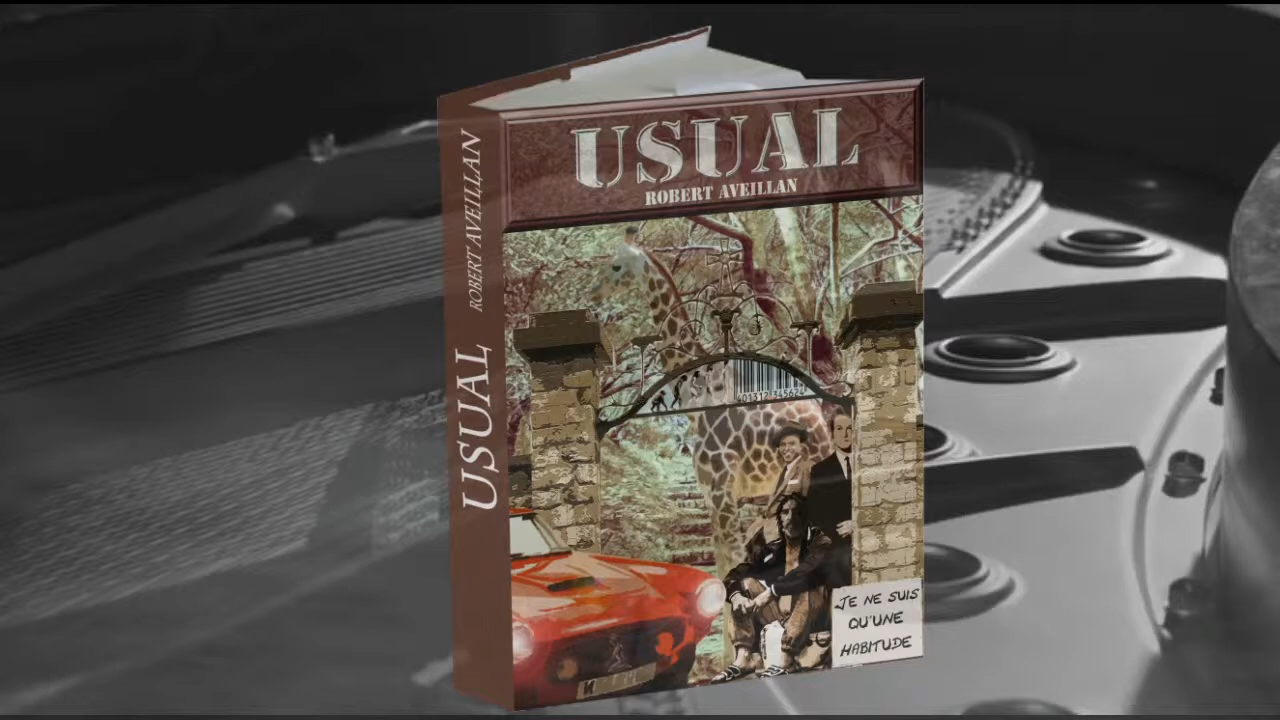 USUAL
ROBERT AVEILLAN
USUAL
ROBERT AVEILLAN
JE NE SUIS
QU'UNE
HABITUDE